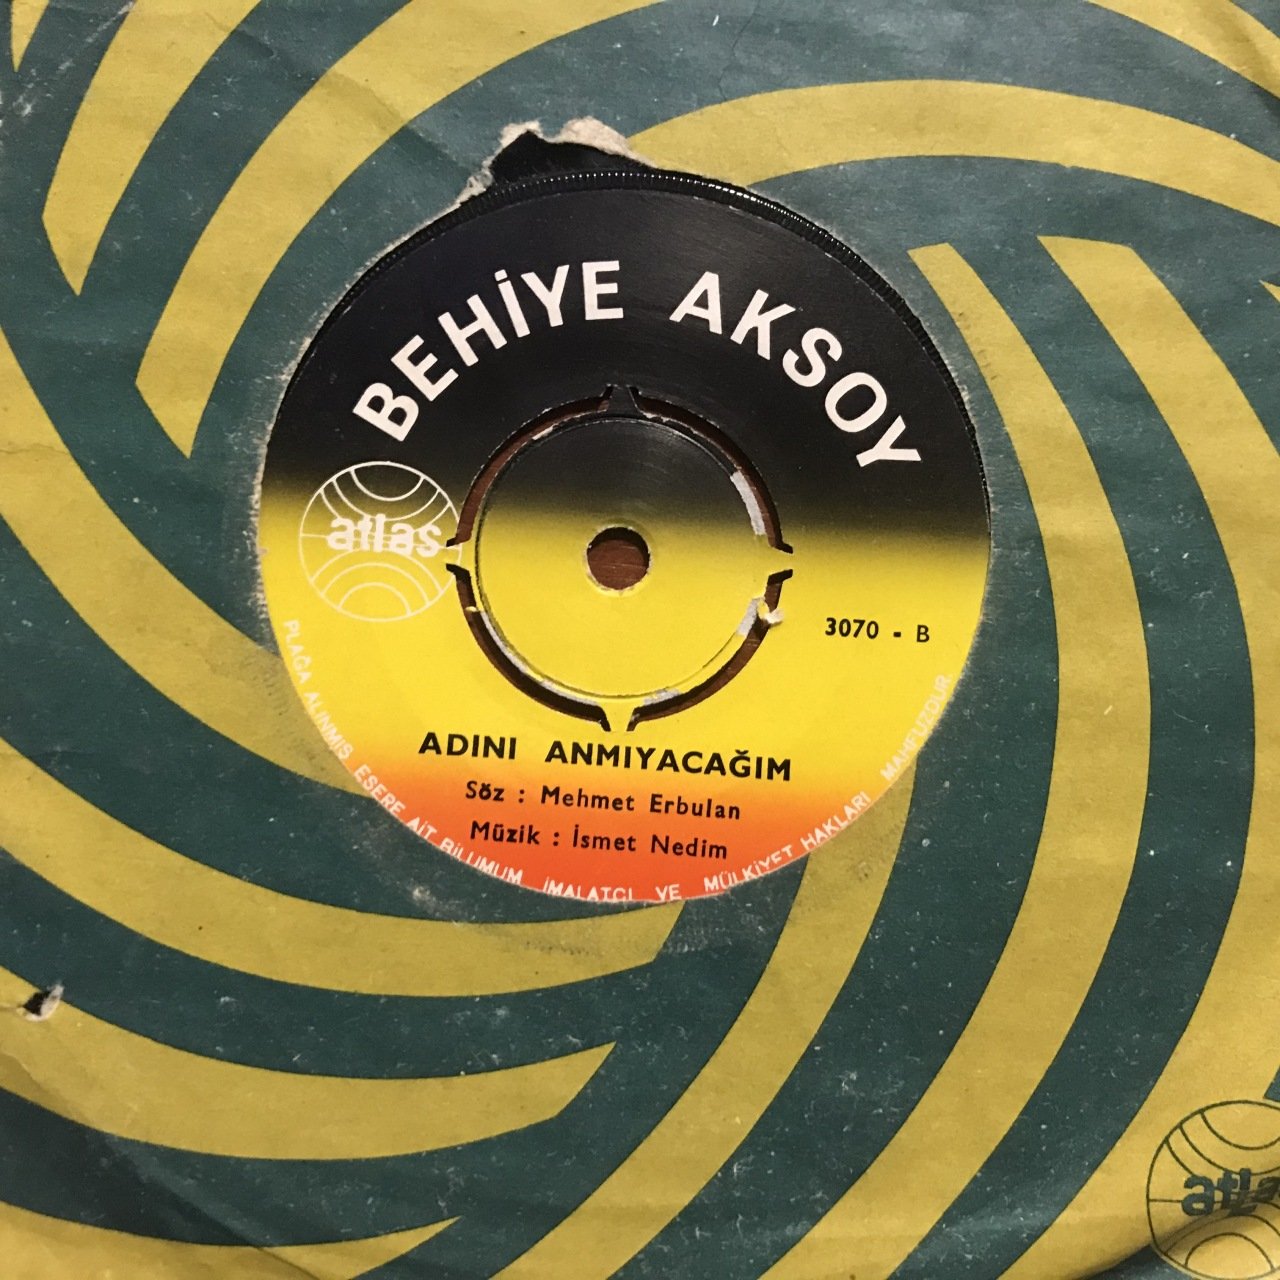 BEHİYE AKSOY
atlas
3070 - B
ADINI ANMIYACAĞIM
Söz : Mehmet Erbulan
Müzik : İsmet Nedim
PLAĞA ALINMIŞ ESERE AİT BİLUMUM İMALATÇI VE MÜLKİYET HAKLARI MAHFUZDUR.
atla